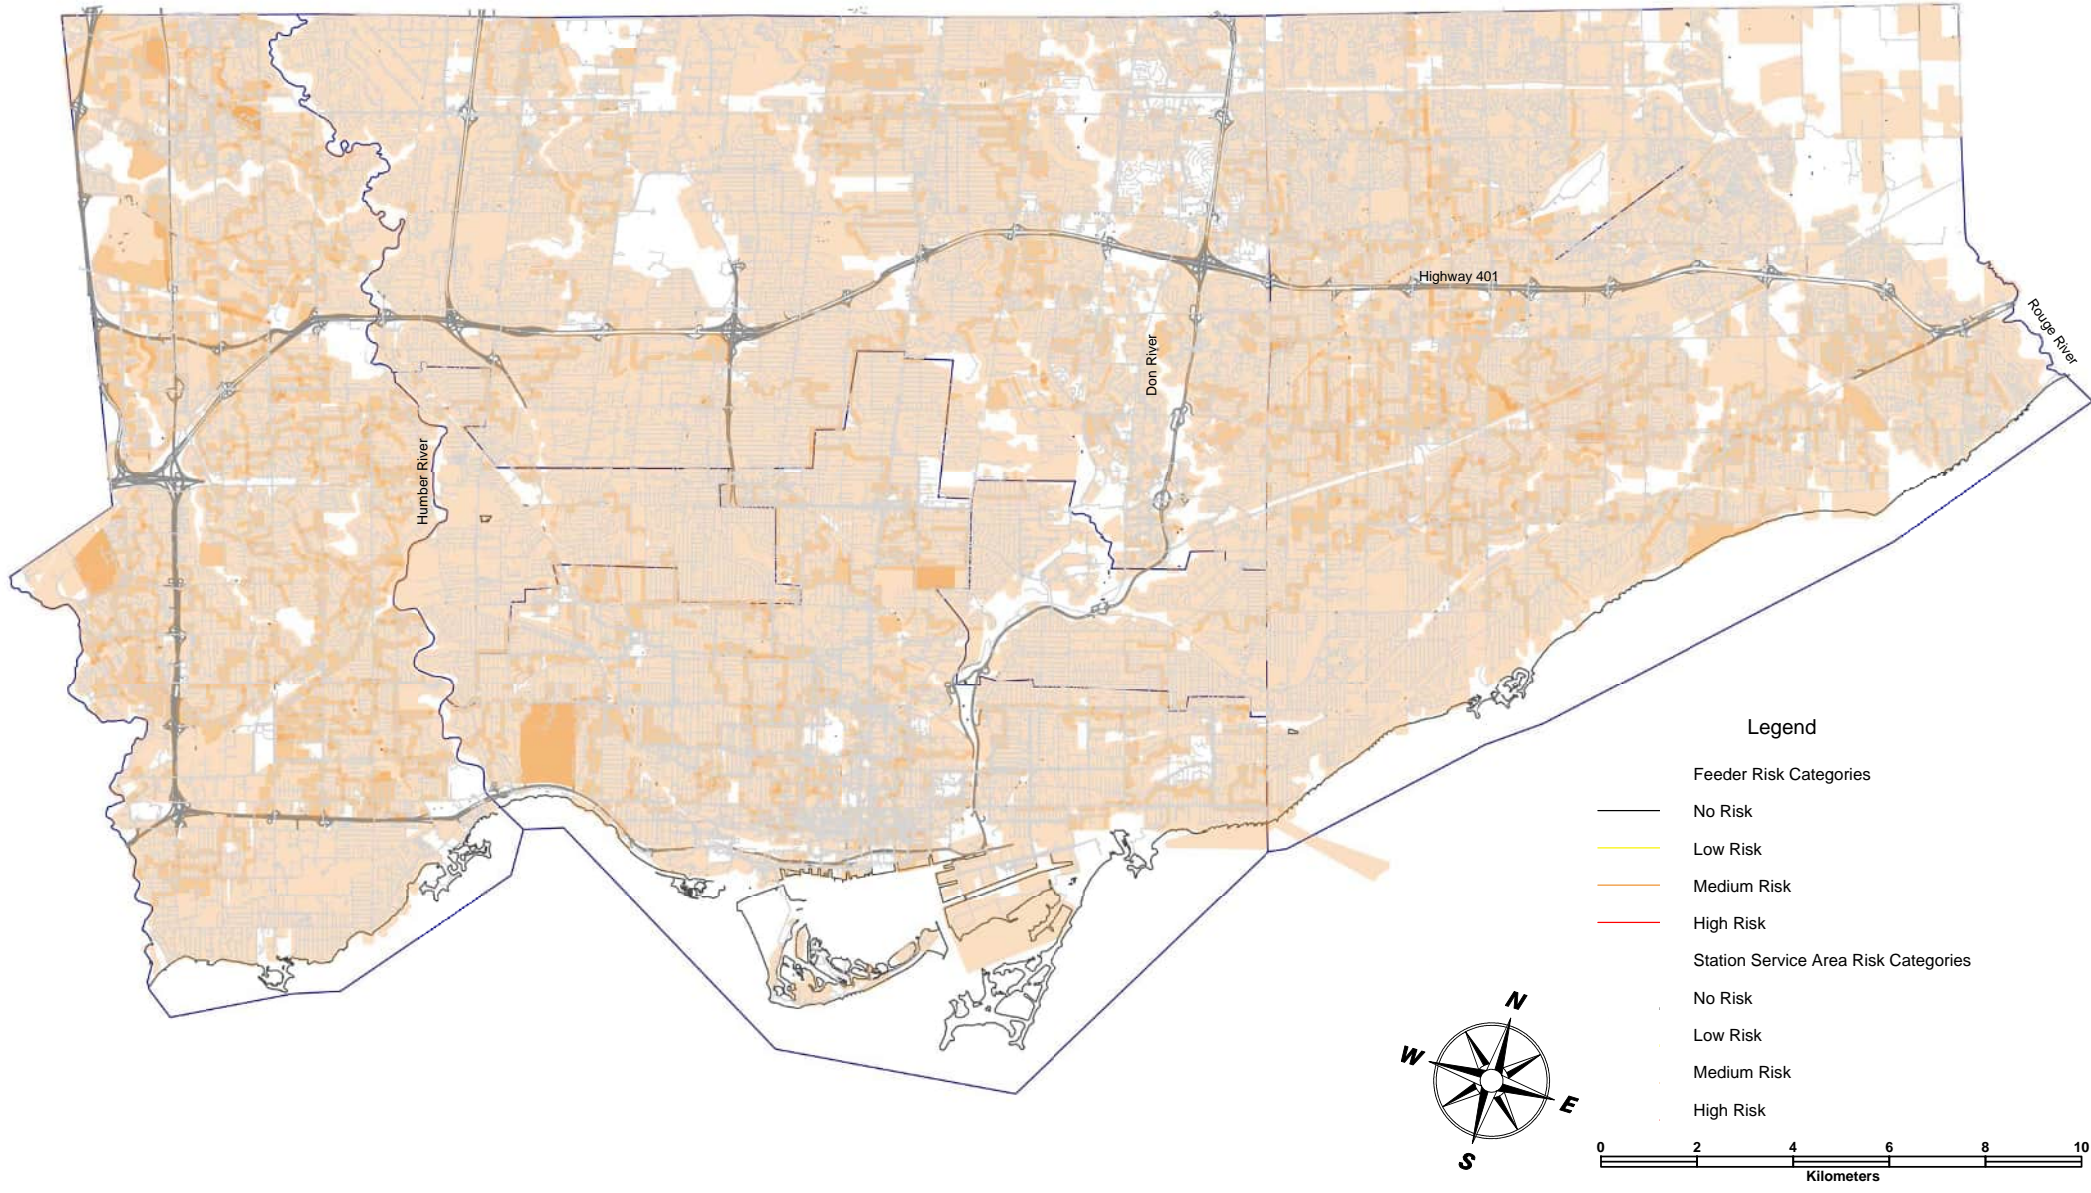 Highway 401
Rouge River
Don River
Humber River
Legend
Feeder Risk Categories
No Risk
Low Risk
Medium Risk
High Risk
Station Service Area Risk Categories
No Risk
Low Risk
Medium Risk
High Risk
N
W
E
S
0 2 4 6 8 10
Kilometers